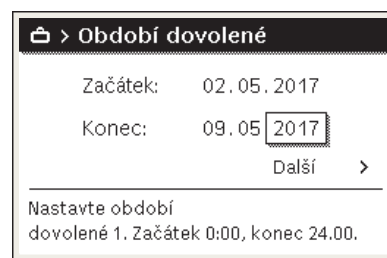 > Období dovolené
Začátek: 02.05.2017
Konec: 09.05 2017
Další >
Nastavte období
dovolené 1. Začátek 0:00, konec 24.00.